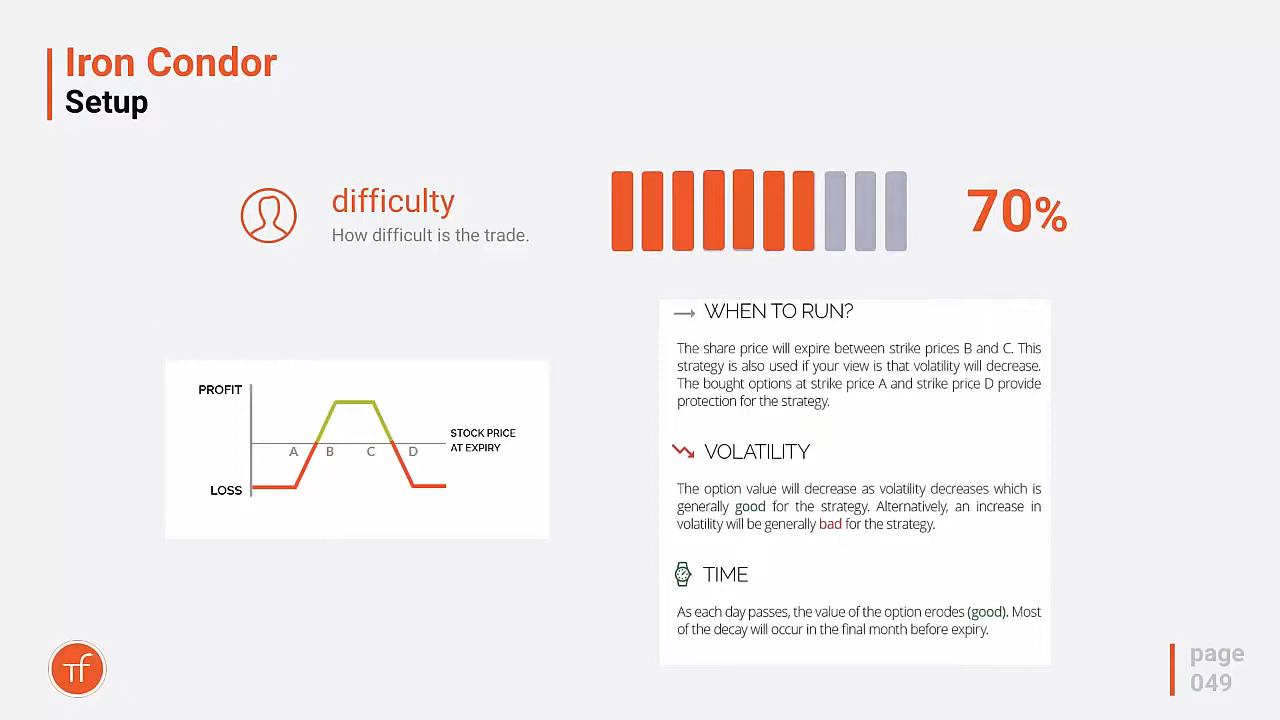 Iron Condor
Setup
difficulty
How difficult is the trade.
70%
PROFIT
A B C D
STOCK PRICE
AT EXPIRY
LOSS
WHEN TO RUN?
The share price will expire between strike prices B and C. This
strategy is also used if your view is that volatility will decrease.
The bought options at strike price A and strike price D provide
protection for the strategy.
VOLATILITY
The option value will decrease as volatility decreases which is
generally good for the strategy. Alternatively, an increase in
volatility will be generally bad for the strategy.
TIME
As each day passes, the value of the option erodes (good). Most
of the decay will occur in the final month before expiry.
TF
page
049